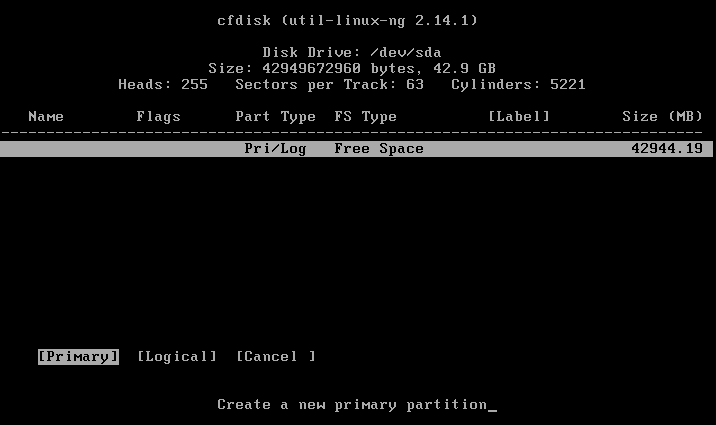 cfdisk (util-linux-ng 2.14.1)
Disk Drive: /dev/sda
Size: 42949672960 bytes, 42.9 GB
Heads: 255   Sectors per Track: 63   Cylinders: 5221
Name        Flags      Part Type  FS Type          [Label]        Size (MB)
------------------------------------------------------------------------------
Pri/Log   Free Space                       42944.19
[Primary]  [Logical]  [Cancel ]
Create a new primary partition_